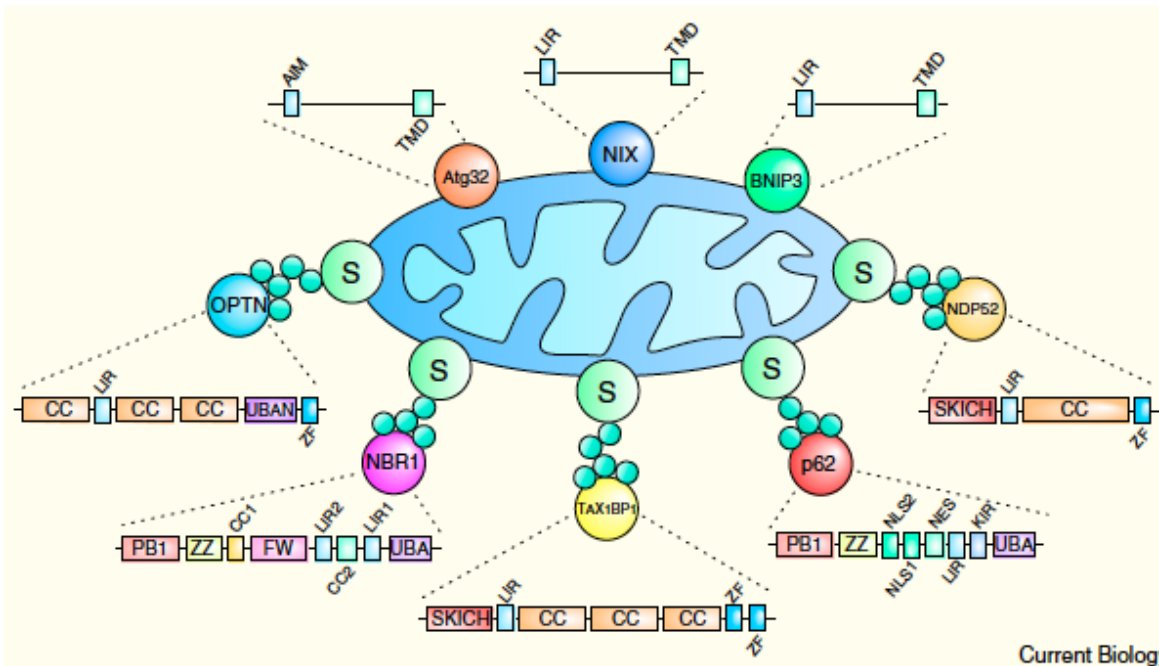 AIM
TMD
LIR
TMD
LIR
TMD
Atg32
NIX
BNIP3
S
S
OPTN
NDP52
S
S
S
CC LIR CC CC UBAN ZF
SKICH LIR CC ZF
NBR1
p62
TAX1BP1
PB1 ZZ CC1 FW LIR2 CC2 LIR1 UBA
PB1 ZZ NLS2 NLS1 NES LIR KIR UBA
SKICH LIR CC CC CC ZF ZF
Current Biolog